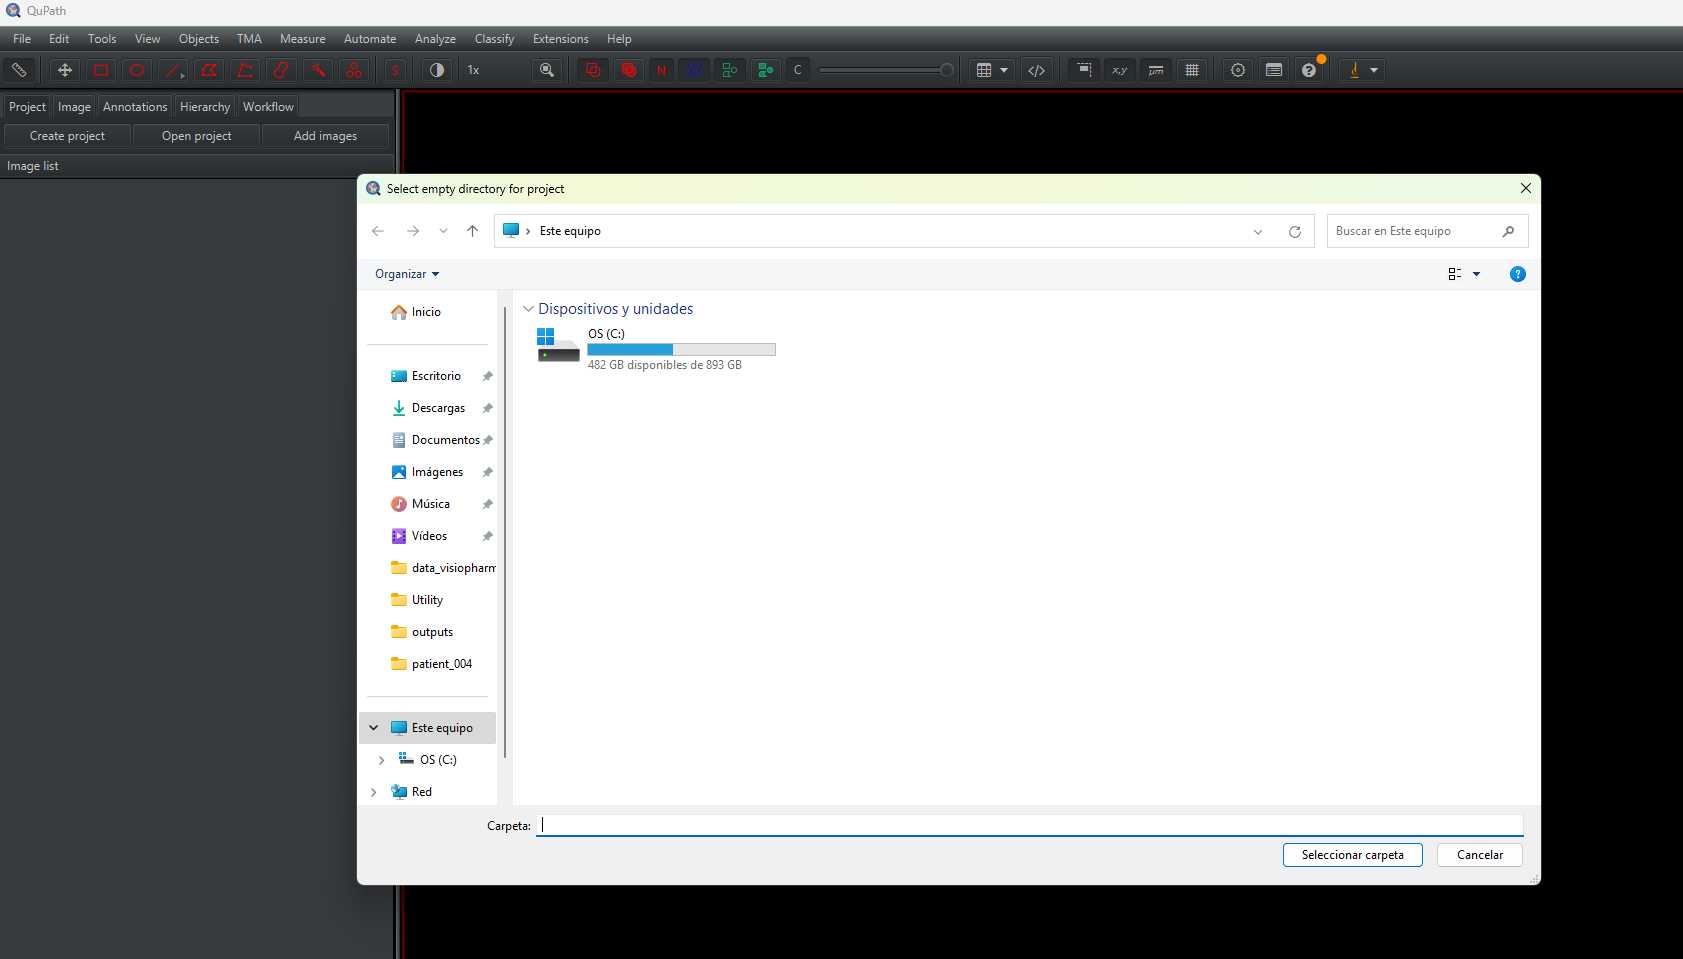 QuPath
File Edit Tools View Objects TMA Measure Automate Analyze Classify Extensions Help
S 1x N C </> x,y μm ?
Project Image Annotations Hierarchy Workflow
Create project Open project Add images
Image list
Select empty directory for project
Este equipo
Buscar en Este equipo
Organizar
?
Inicio
Escritorio
Descargas
Documentos
Imágenes
Música
Vídeos
data_visiopharm
Utility
outputs
patient_004
Este equipo
OS (C:)
Red
Dispositivos y unidades
OS (C:)
482 GB disponibles de 893 GB
Carpeta:
Seleccionar carpeta Cancelar